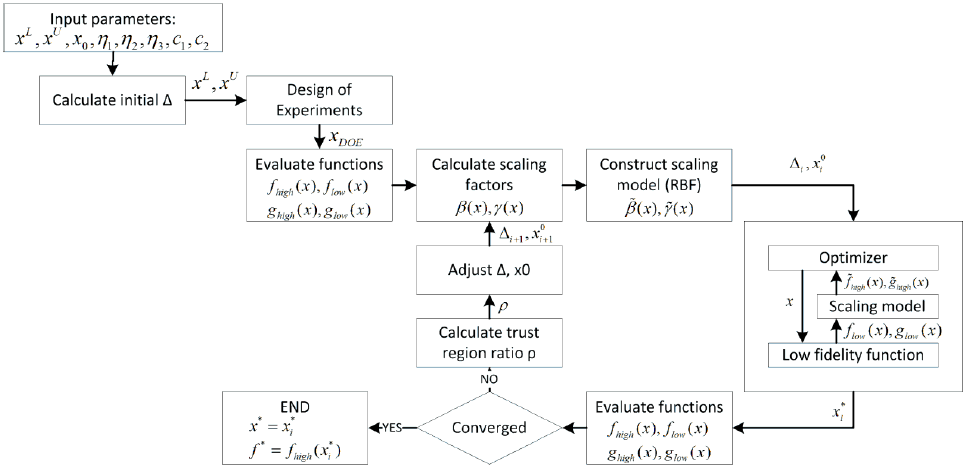 Input parameters:
x^L, x^U, x_0, η_1, η_2, η_3, c_1, c_2
Calculate initial Δ
x^L, x^U
Design of
Experiments
x_DOE
Evaluate functions
f_high(x), f_low(x)
g_high(x), g_low(x)
Calculate scaling
factors
β(x), γ(x)
Construct scaling
model (RBF)
β̃(x), γ̃(x)
Δ_i, x_i^0
Optimizer
f̃_high(x), g̃_high(x)
x
Scaling model
f_low(x), g_low(x)
Low fidelity function
x_i^*
Evaluate functions
f_high(x), f_low(x)
g_high(x), g_low(x)
Converged
NO
Calculate trust
region ratio ρ
ρ
Adjust Δ, x0
Δ_{i+1}, x_{i+1}^0
YES
END
x^* = x_i^*
f^* = f_high(x_i^*)